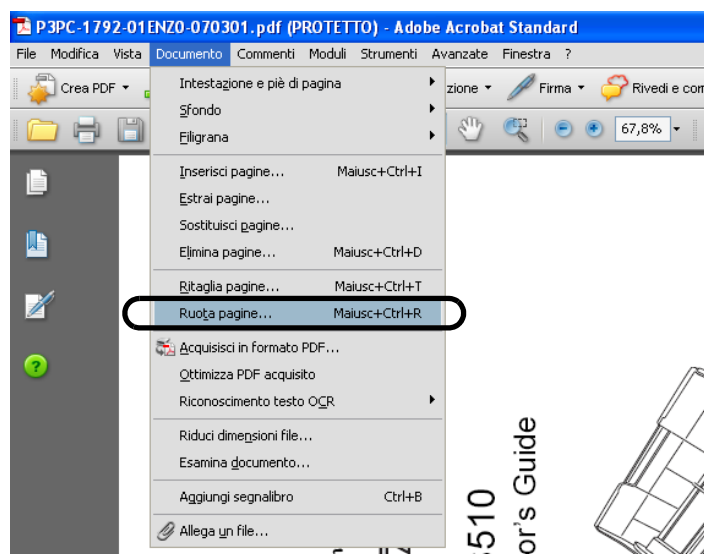 P3PC-1792-01ENZ0-070301.pdf (PROTETTO) - Adobe Acrobat Standard
File Modifica Vista Documento Commenti Moduli Strumenti Avanzate Finestra ?
Crea PDF zione Firma Rivedi e com
67,8%
Intestazione e piè di pagina
Sfondo
Filigrana
Inserisci pagine... Maiusc+Ctrl+I
Estrai pagine...
Sostituisci pagine...
Elimina pagine... Maiusc+Ctrl+D
Ritaglia pagine... Maiusc+Ctrl+T
Ruota pagine... Maiusc+Ctrl+R
Acquisisci in formato PDF...
Ottimizza PDF acquisito
Riconoscimento testo OCR
Riduci dimensioni file...
Esamina documento...
Aggiungi segnalibro Ctrl+B
Allega un file...
510
or's Guide